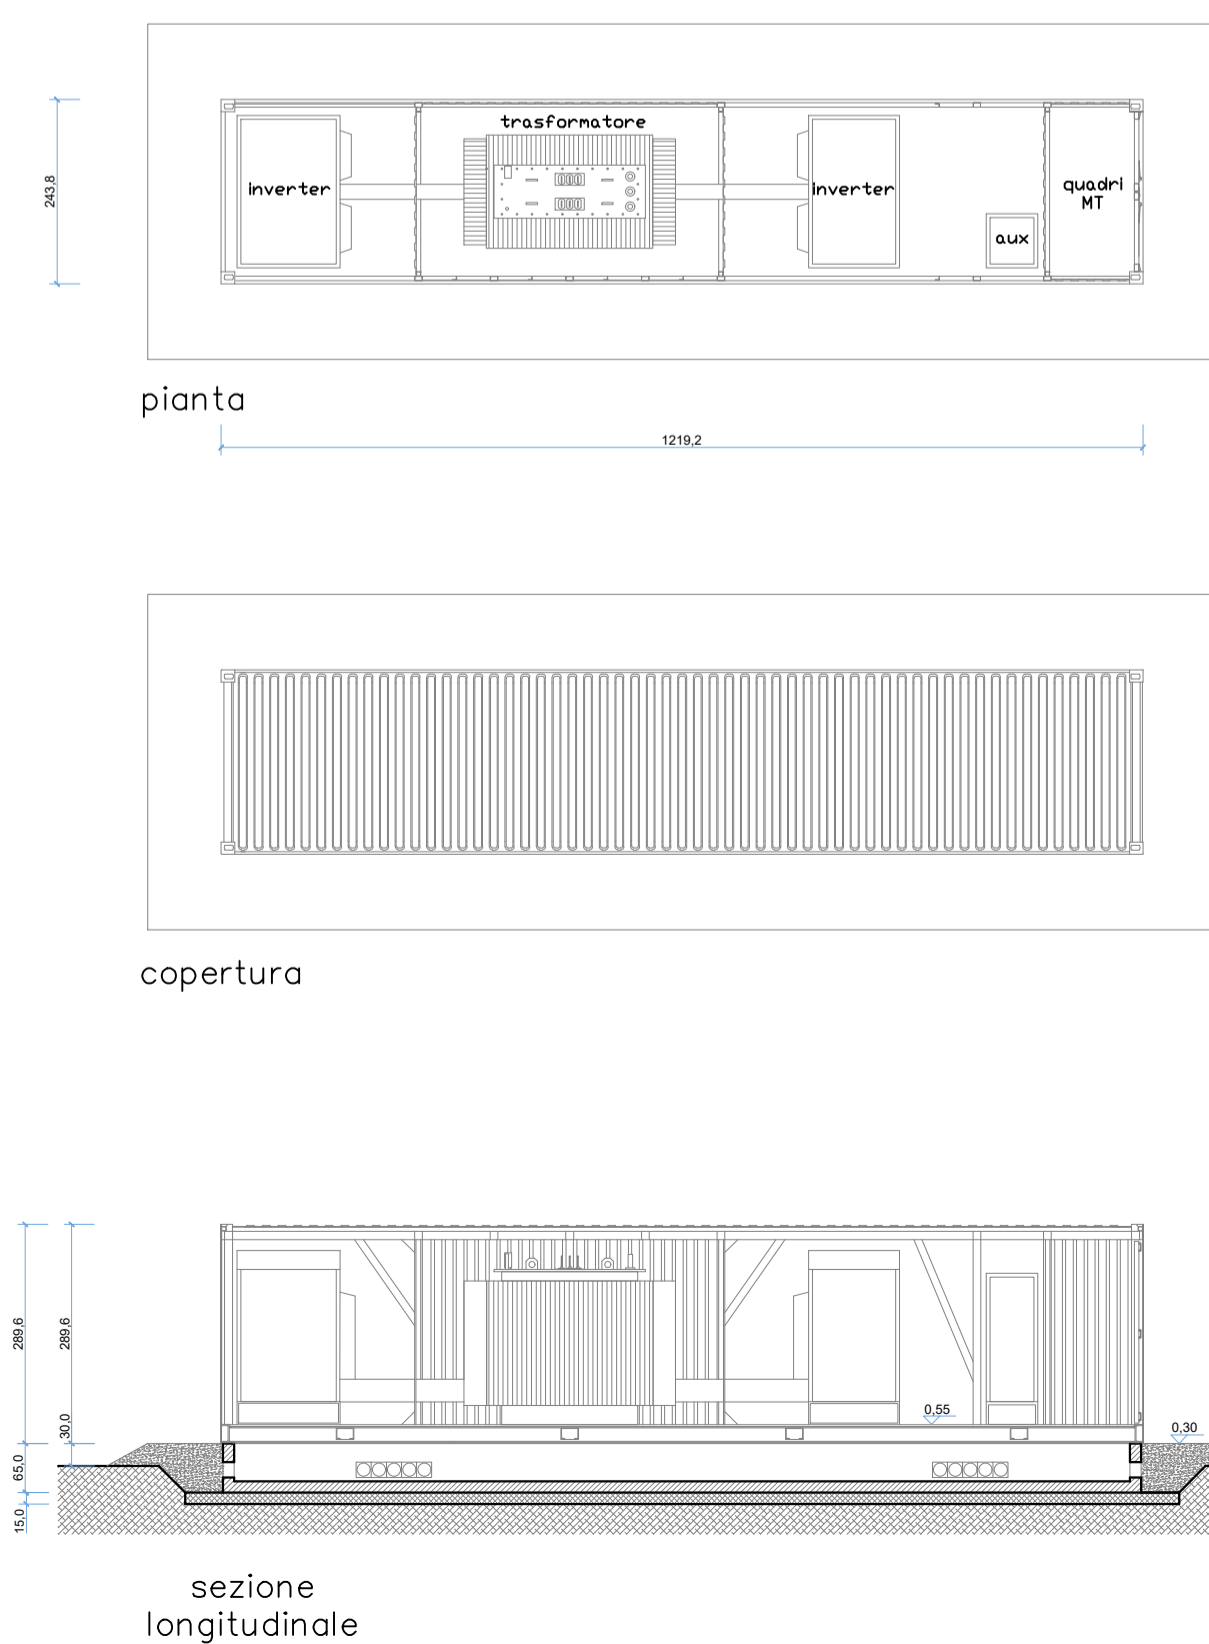 243,8
trasformatore
inverter
inverter
quadri
MT
aux
pianta
1219,2
copertura
289,6
289,6
30,0
65,0
15,0
0,55
0,30
sezione
longitudinale